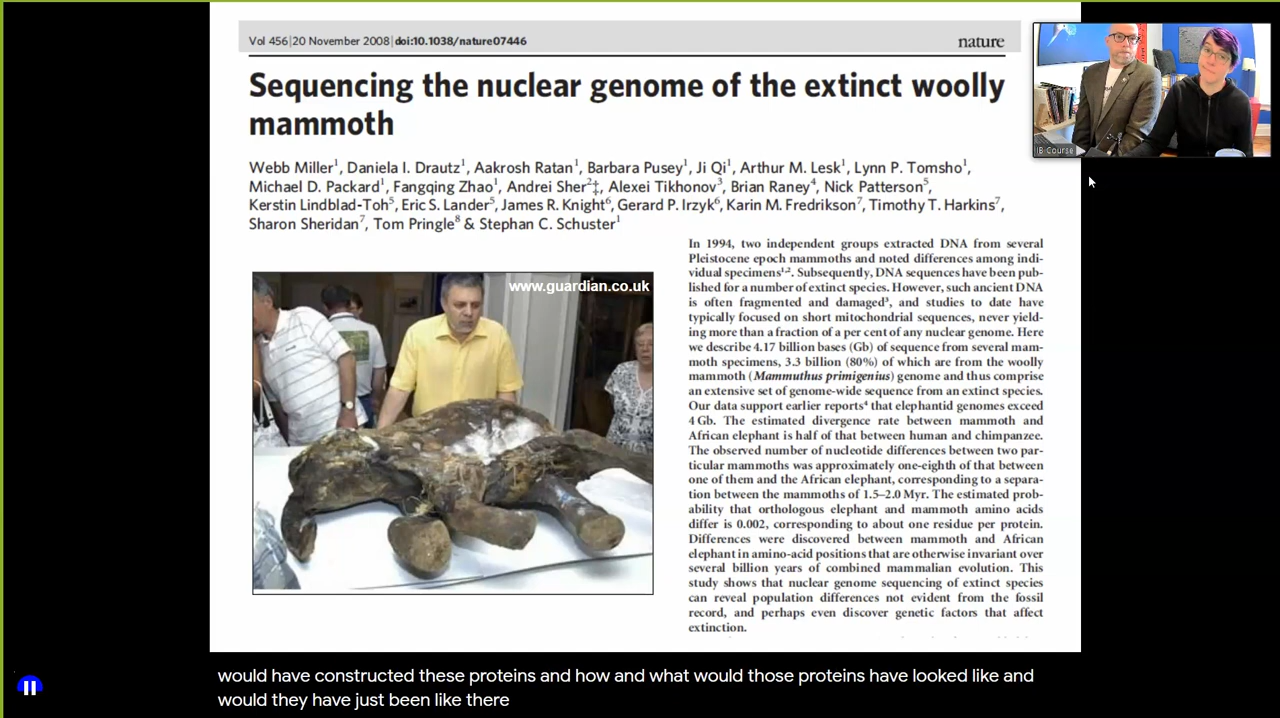 Vol 456|20 November 2008|doi:10.1038/nature07446
nature
Sequencing the nuclear genome of the extinct woolly
mammoth
Webb Miller1, Daniela I. Drautz1, Aakrosh Ratan1, Barbara Pusey1, Ji Qi1, Arthur M. Lesk1, Lynn P. Tomsho1,
Michael D. Packard1, Fangqing Zhao1, Andrei Sher2‡, Alexei Tikhonov3, Brian Raney4, Nick Patterson5,
Kerstin Lindblad-Toh5, Eric S. Lander5, James R. Knight6, Gerard P. Irzyk6, Karin M. Fredrikson7, Timothy T. Harkins7,
Sharon Sheridan7, Tom Pringle8 & Stephan C. Schuster1
www.guardian.co.uk
In 1994, two independent groups extracted DNA from several
Pleistocene epoch mammoths and noted differences among indi-
vidual specimens1,2. Subsequently, DNA sequences have been pub-
lished for a number of extinct species. However, such ancient DNA
is often fragmented and damaged3, and studies to date have
typically focused on short mitochondrial sequences, never yield-
ing more than a fraction of a per cent of any nuclear genome. Here
we describe 4.17 billion bases (Gb) of sequence from several mam-
moth specimens, 3.3 billion (80%) of which are from the woolly
mammoth (Mammuthus primigenius) genome and thus comprise
an extensive set of genome-wide sequence from an extinct species.
Our data support earlier reports4 that elephantid genomes exceed
4 Gb. The estimated divergence rate between mammoth and
African elephant is half of that between human and chimpanzee.
The observed number of nucleotide differences between two par-
ticular mammoths was approximately one-eighth of that between
one of them and the African elephant, corresponding to a separa-
tion between the mammoths of 1.5–2.0 Myr. The estimated prob-
ability that orthologous elephant and mammoth amino acids
differ is 0.002, corresponding to about one residue per protein.
Differences were discovered between mammoth and African
elephant in amino-acid positions that are otherwise invariant over
several billion years of combined mammalian evolution. This
study shows that nuclear genome sequencing of extinct species
can reveal population differences not evident from the fossil
record, and perhaps even discover genetic factors that affect
extinction.
IB Course
would have constructed these proteins and how and what would those proteins have looked like and
would they have just been like there